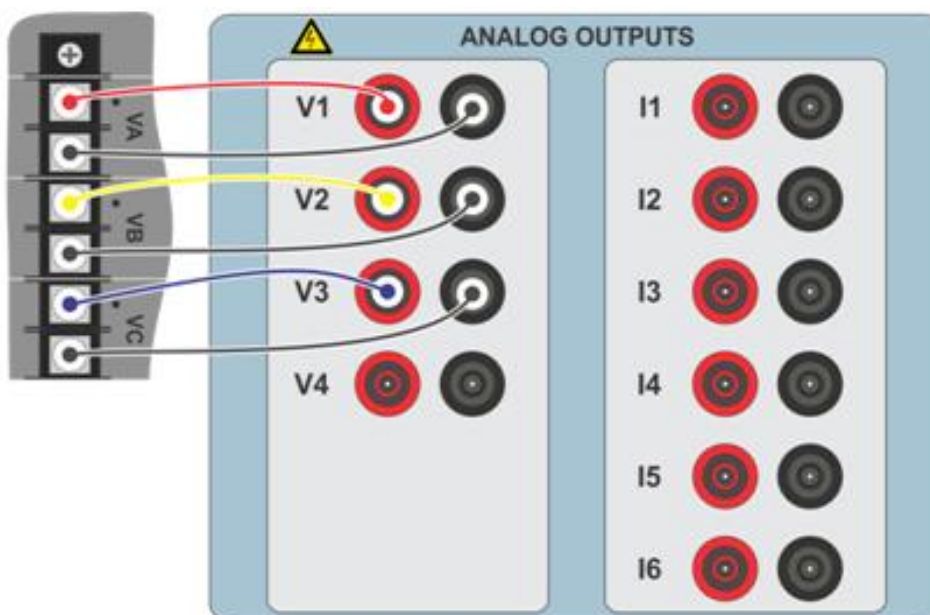 ANALOG OUTPUTS
VA
VB
VC
V1
V2
V3
V4
I1
I2
I3
I4
I5
I6